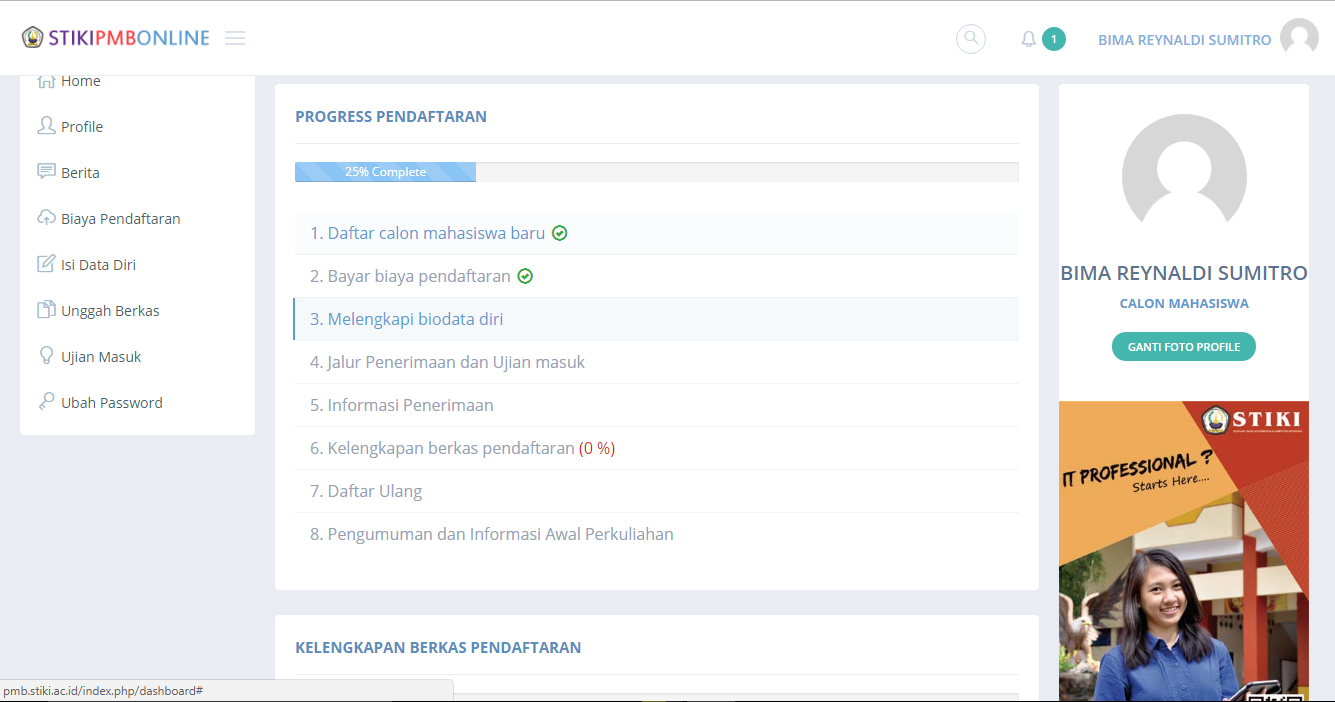 STIKIPMBONLINE
1
BIMA REYNALDI SUMITRO
Home
Profile
Berita
Biaya Pendaftaran
Isi Data Diri
Unggah Berkas
Ujian Masuk
Ubah Password
PROGRESS PENDAFTARAN
25% Complete
1. Daftar calon mahasiswa baru
2. Bayar biaya pendaftaran
3. Melengkapi biodata diri
4. Jalur Penerimaan dan Ujian masuk
5. Informasi Penerimaan
6. Kelengkapan berkas pendaftaran (0 %)
7. Daftar Ulang
8. Pengumuman dan Informasi Awal Perkuliahan
KELENGKAPAN BERKAS PENDAFTARAN
BIMA REYNALDI SUMITRO
CALON MAHASISWA
GANTI FOTO PROFILE
STIKI
IT PROFESSIONAL ?
Starts Here....
pmb.stiki.ac.id/index.php/dashboard#